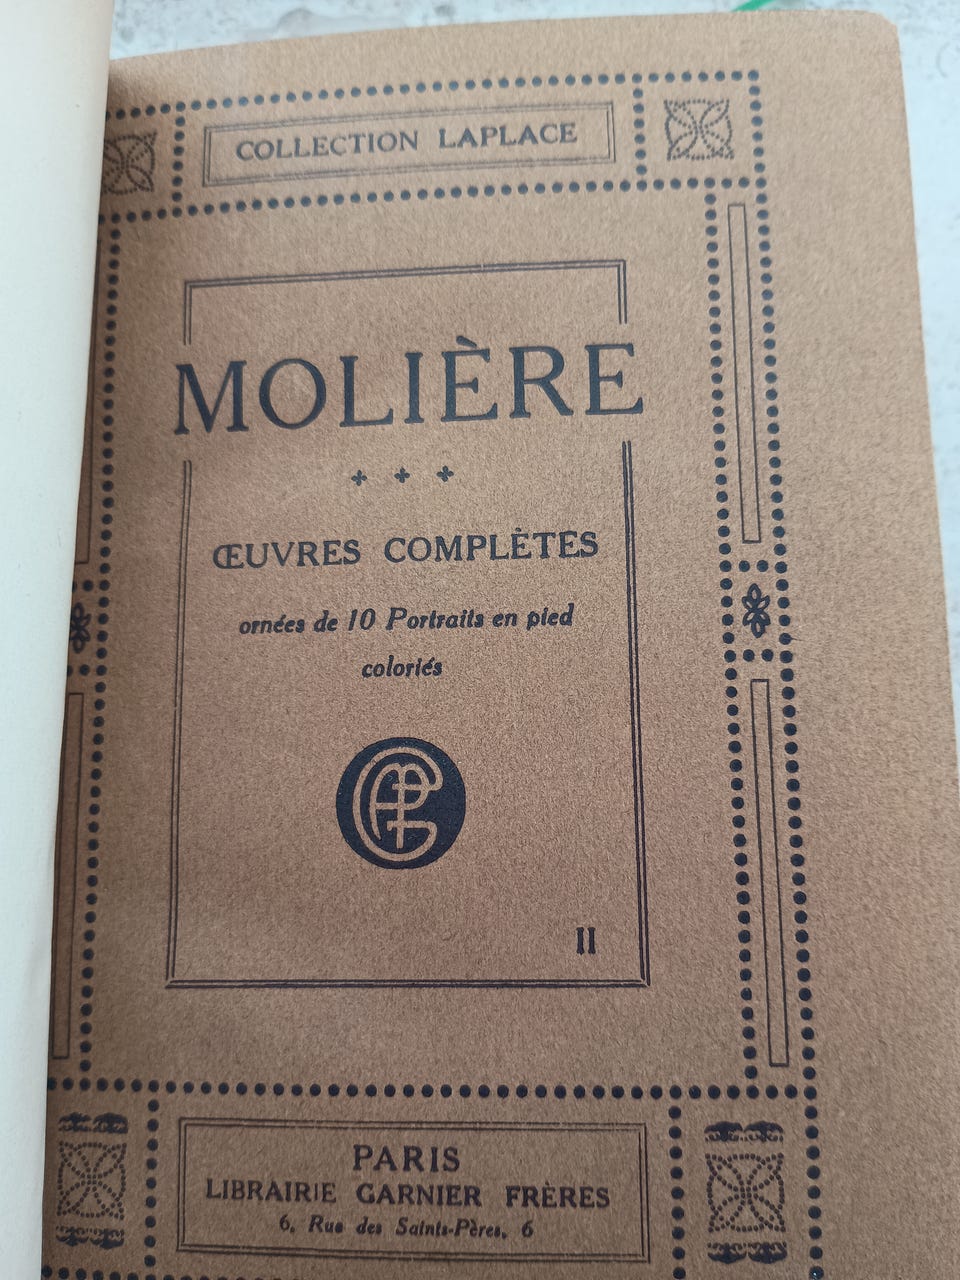 COLLECTION LAPLACE
MOLIÈRE
ŒUVRES COMPLÈTES
ornées de 10 Portraits en pied
coloriés
II
PARIS
LIBRAIRIE GARNIER FRÈRES
6, Rue des Saints-Pères, 6